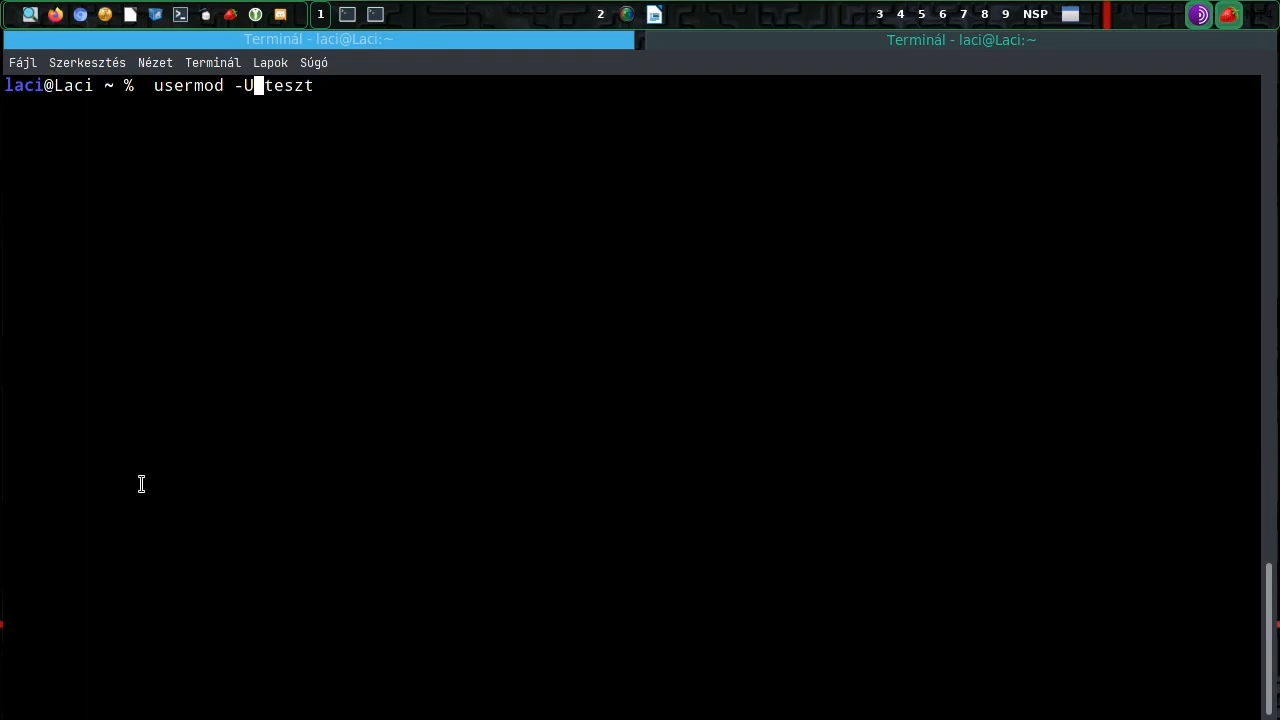 1 2 3 4 5 6 7 8 9 NSP
Terminál - laci@Laci:~ Terminál - laci@Laci:~
Fájl Szerkesztés Nézet Terminál Lapok Súgó
laci@Laci ~ %  usermod -U teszt